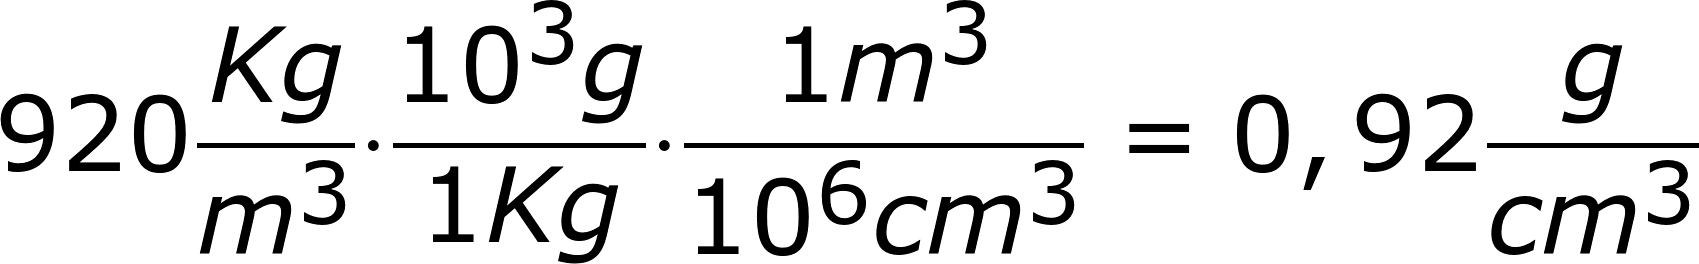 920 Kg/m³ · 10³g/1Kg · 1m³/10⁶cm³ = 0,92 g/cm³